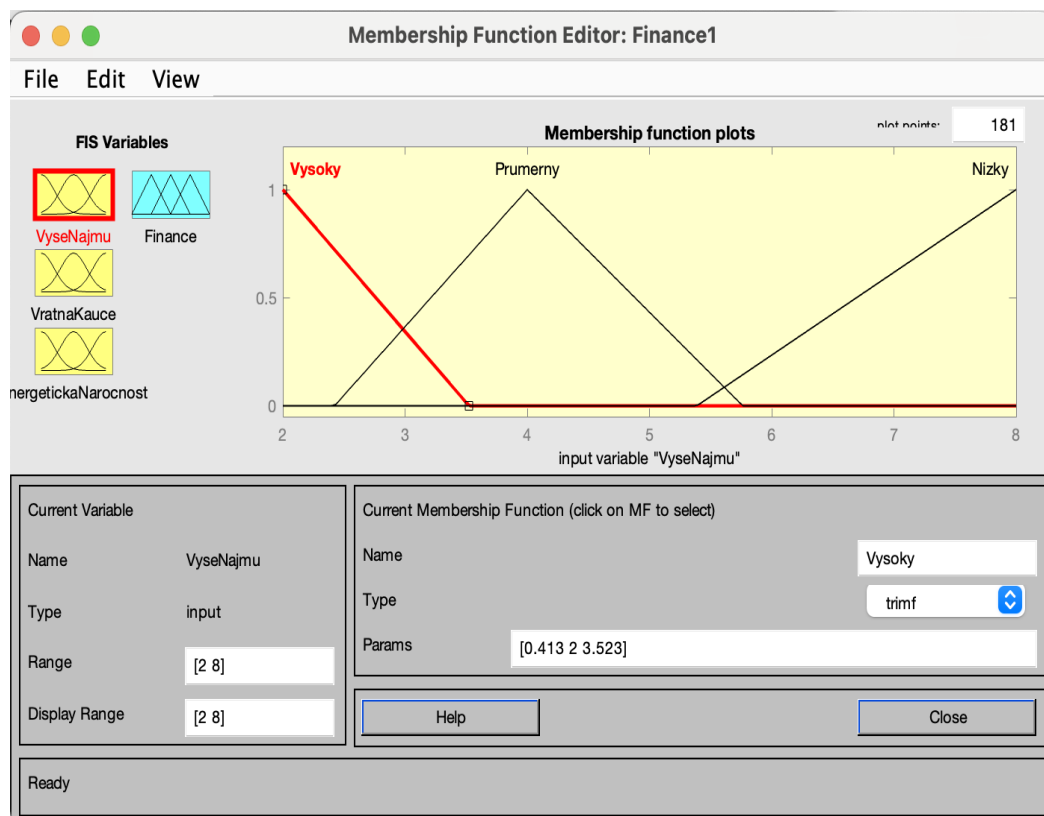 Membership Function Editor: Finance1
File Edit View
FIS Variables
VyseNajmu Finance
VratnaKauce
nergetickaNarocnost
Membership function plots
plot points: 181
Vysoky Prumerny Nizky
1
0.5
0
2 3 4 5 6 7 8
input variable "VyseNajmu"
Current Variable
Name VyseNajmu
Type input
Range [2 8]
Display Range [2 8]
Current Membership Function (click on MF to select)
Name Vysoky
Type trimf
Params [0.413 2 3.523]
Help Close
Ready